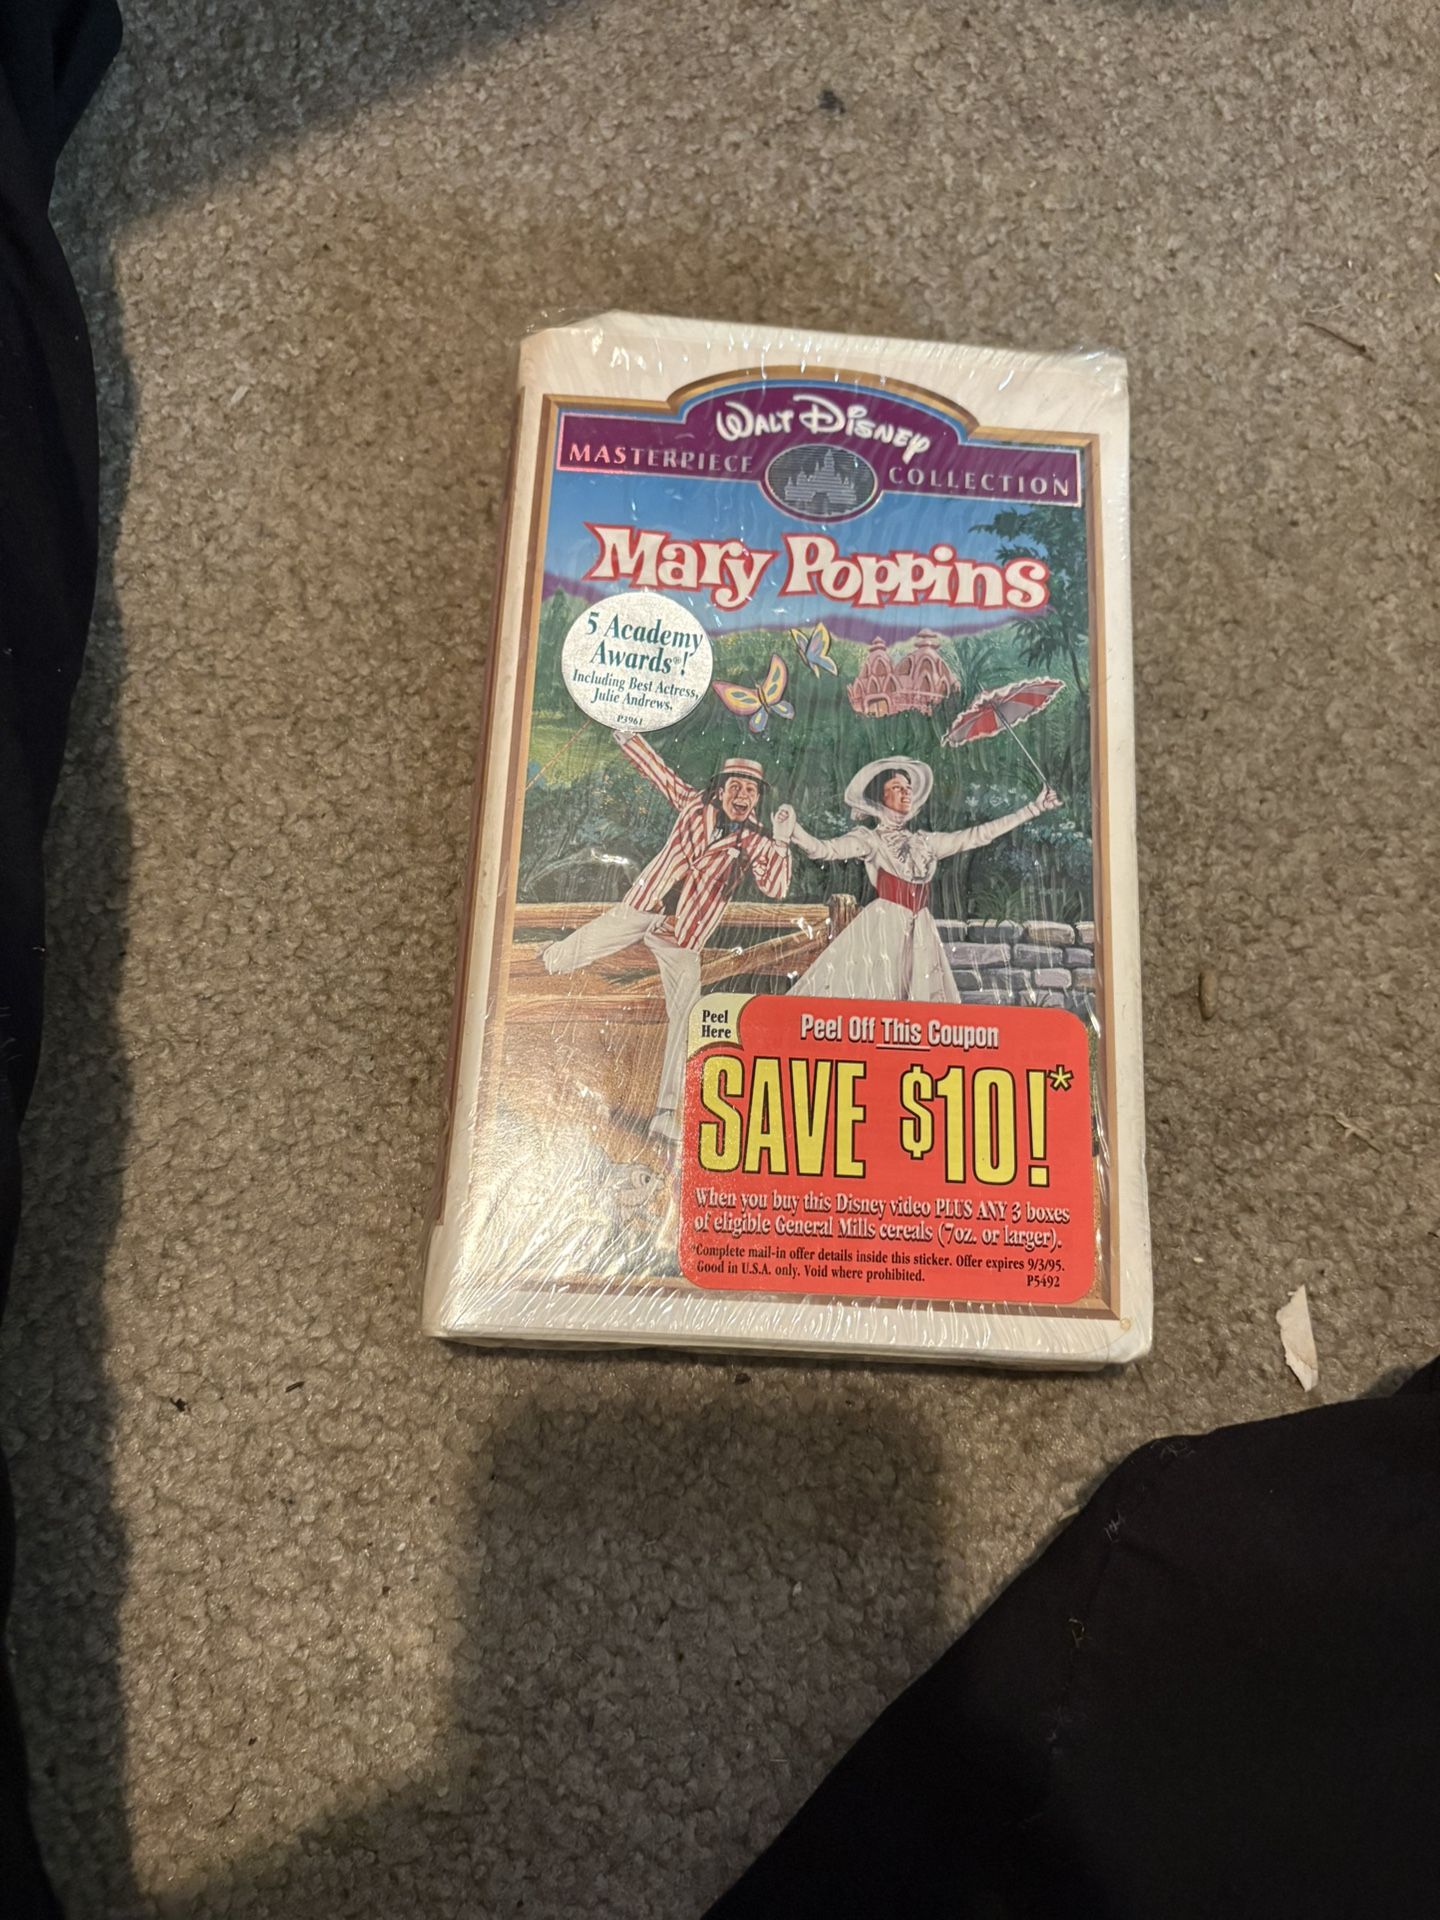 Walt Disney
MASTERPIECE COLLECTION
Mary Poppins
5 Academy
Awards®!
Including Best Actress,
Julie Andrews.
P3961
Peel
Here
Peel Off This Coupon
SAVE $10!*
When you buy this Disney video PLUS ANY 3 boxes
of eligible General Mills cereals (7oz. or larger).
*Complete mail-in offer details inside this sticker. Offer expires 9/3/95.
Good in U.S.A. only. Void where prohibited.
P5492